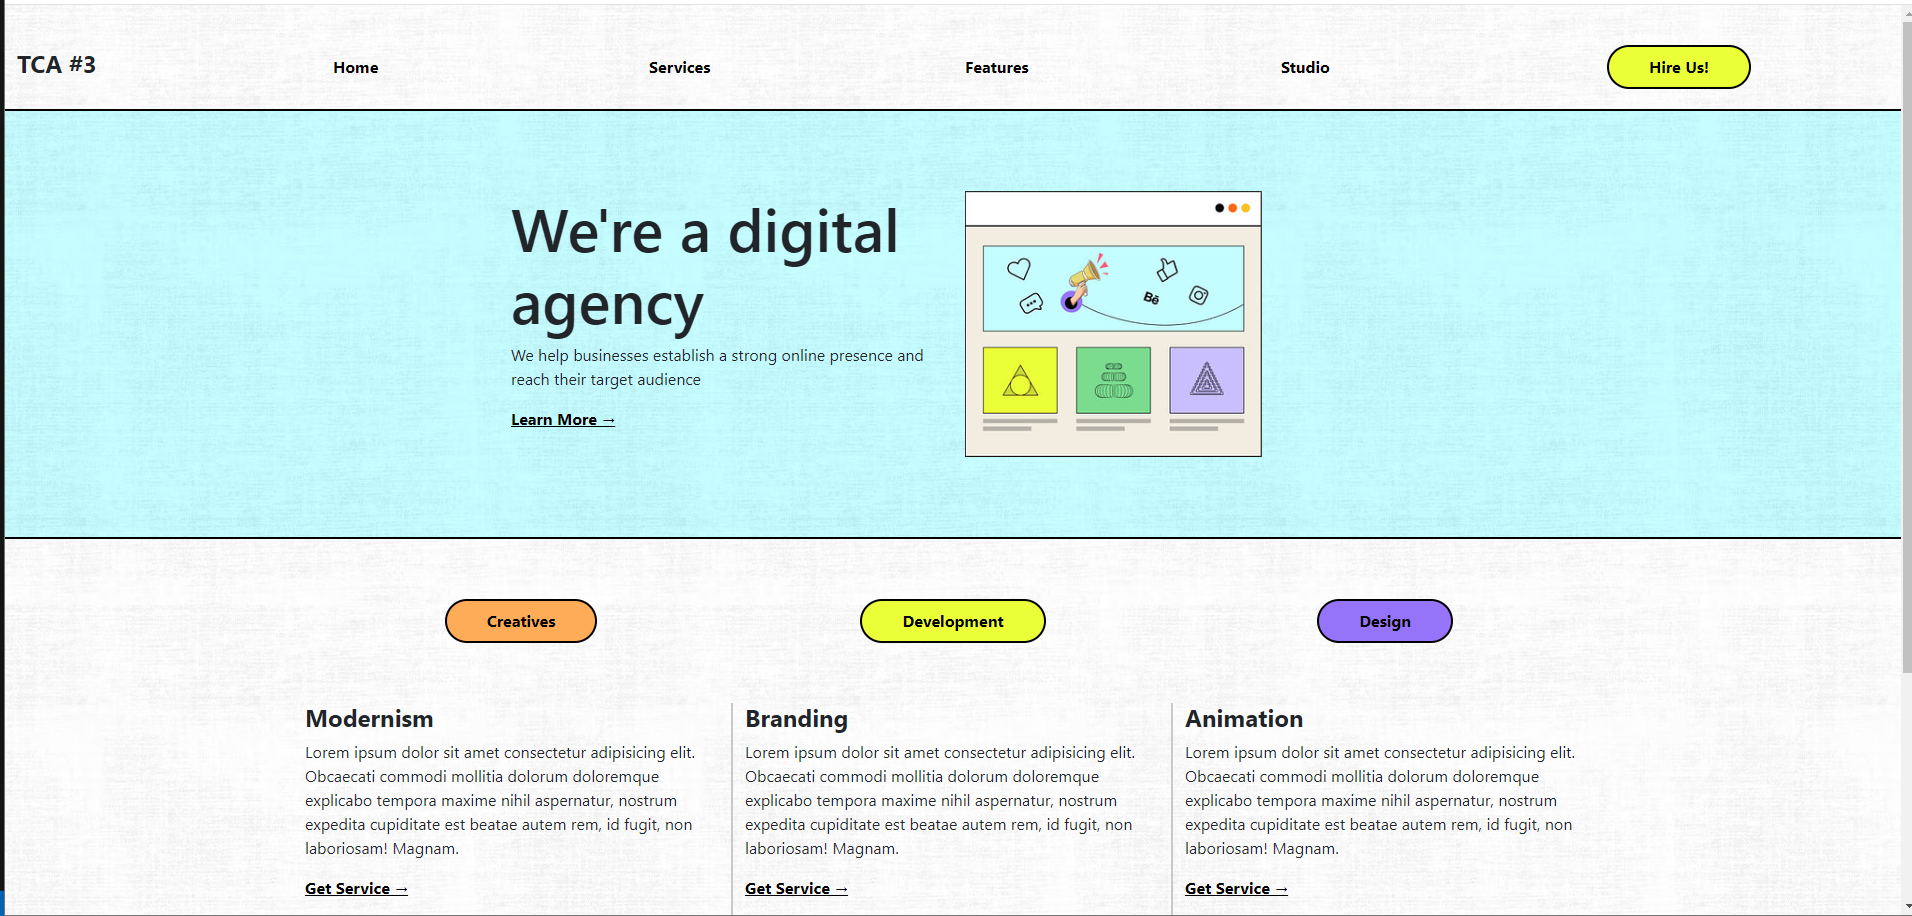 TCA #3
Home
Services
Features
Studio
Hire Us!
We're a digital
agency
We help businesses establish a strong online presence and
reach their target audience
Learn More →
Bē
Creatives
Development
Design
Modernism
Lorem ipsum dolor sit amet consectetur adipisicing elit.
Obcaecati commodi mollitia dolorum doloremque
explicabo tempora maxime nihil aspernatur, nostrum
expedita cupiditate est beatae autem rem, id fugit, non
laboriosam! Magnam.
Get Service →
Branding
Lorem ipsum dolor sit amet consectetur adipisicing elit.
Obcaecati commodi mollitia dolorum doloremque
explicabo tempora maxime nihil aspernatur, nostrum
expedita cupiditate est beatae autem rem, id fugit, non
laboriosam! Magnam.
Get Service →
Animation
Lorem ipsum dolor sit amet consectetur adipisicing elit.
Obcaecati commodi mollitia dolorum doloremque
explicabo tempora maxime nihil aspernatur, nostrum
expedita cupiditate est beatae autem rem, id fugit, non
laboriosam! Magnam.
Get Service →